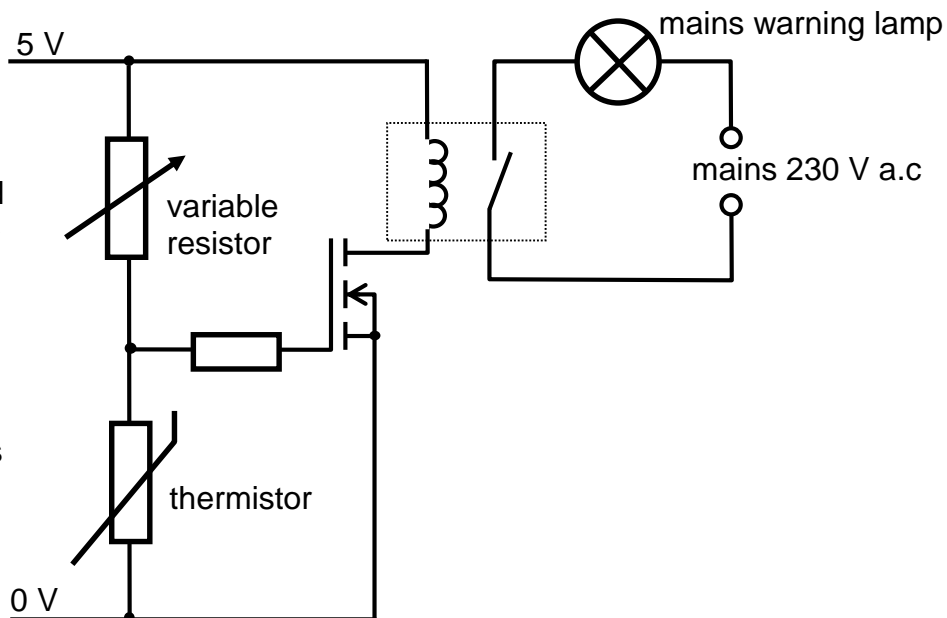 mains warning lamp
5 V
mains 230 V a.c
variable
resistor
thermistor
0 V